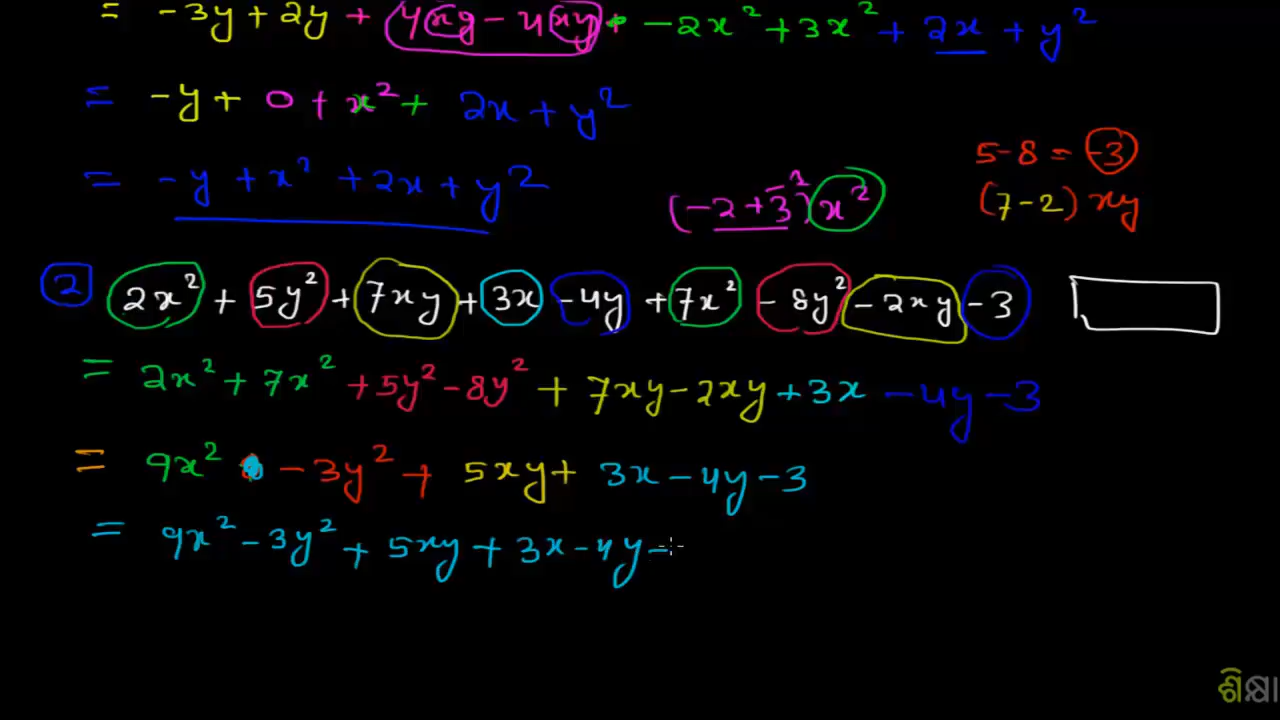 = -3y + 2y + 4xy - 4xy + -2x² + 3x² + 2x + y²
= -y + 0 + x² + 2x + y²
= -y + x² + 2x + y²
(-2+3)¹ x²
5-8 = -3
(7-2) xy
2 2x² + 5y² + 7xy + 3x - 4y + 7x² - 8y² - 2xy - 3
= 2x² + 7x² + 5y² - 8y² + 7xy - 2xy + 3x - 4y - 3
= 9x² - 3y² + 5xy + 3x - 4y - 3
= 9x² - 3y² + 5xy + 3x - 4y -
ଶିକ୍ଷା